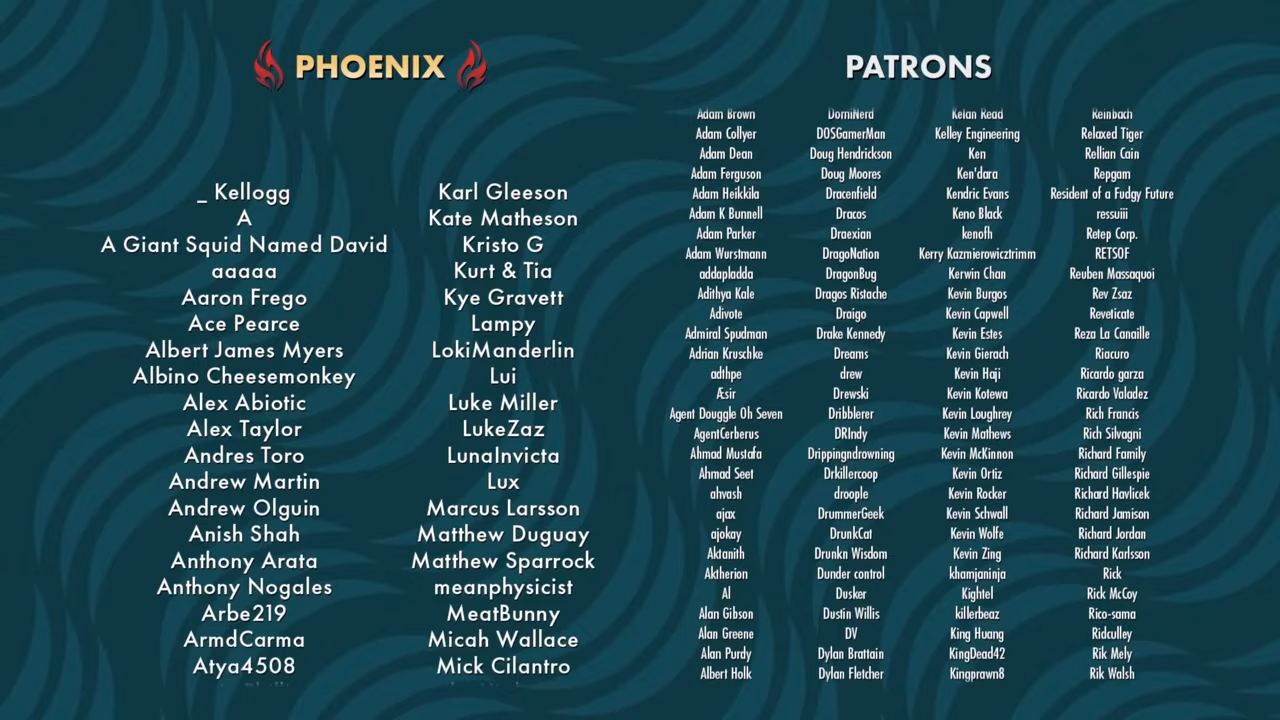 PHOENIX
_ Kellogg
A
A Giant Squid Named David
aaaaa
Aaron Frego
Ace Pearce
Albert James Myers
Albino Cheesemonkey
Alex Abiotic
Alex Taylor
Andres Toro
Andrew Martin
Andrew Olguin
Anish Shah
Anthony Arata
Anthony Nogales
Arbe219
ArmdCarma
Atya4508
Karl Gleeson
Kate Matheson
Kristo G
Kurt & Tia
Kye Gravett
Lampy
LokiManderlin
Lui
Luke Miller
LukeZaz
LunaInvicta
Lux
Marcus Larsson
Matthew Duguay
Matthew Sparrock
meanphysicist
MeatBunny
Micah Wallace
Mick Cilantro
PATRONS
Adam Brown
Adam Collyer
Adam Dean
Adam Ferguson
Adam Heikkila
Adam K Bunnell
Adam Parker
Adam Wurstmann
addapladda
Adithya Kale
Adivote
Admiral Spudman
Adrian Kruschke
adthpe
Æsir
Agent Douggle Oh Seven
AgentCerberus
Ahmad Mustafa
Ahmad Seet
ahvash
ajax
ajokay
Aktanith
Aktherion
Al
Alan Gibson
Alan Greene
Alan Purdy
Albert Holk
DomiNerd
DOSGamerMan
Doug Hendrickson
Doug Moores
Dracenfield
Dracos
Draexian
DragoNation
DragonBug
Dragos Ristache
Draigo
Drake Kennedy
Dreams
drew
Drewski
Dribblerer
DRIndy
Drippingndrowning
Drkillercoop
droople
DrummerGeek
DrunkCat
Drunkn Wisdom
Dunder control
Dusker
Dustin Willis
DV
Dylan Brattain
Dylan Fletcher
Kelan Read
Kelley Engineering
Ken
Ken'dara
Kendric Evans
Keno Black
kenofh
Kerry Kazmierowicztrimm
Kerwin Chan
Kevin Burgos
Kevin Capwell
Kevin Estes
Kevin Gierach
Kevin Haji
Kevin Kotewa
Kevin Loughrey
Kevin Mathews
Kevin McKinnon
Kevin Ortiz
Kevin Rocker
Kevin Schwall
Kevin Wolfe
Kevin Zing
khamjaninja
Kightel
killerbeaz
King Huang
KingDead42
Kingprawn8
Reinbach
Relaxed Tiger
Rellian Cain
Repgam
Resident of a Fudgy Future
ressuiii
Retep Corp.
RETSOF
Reuben Massaquoi
Rev Zsaz
Reveticate
Reza La Canaille
Riacuro
Ricardo garza
Ricardo Valadez
Rich Francis
Rich Silvagni
Richard Family
Richard Gillespie
Richard Havlicek
Richard Jamison
Richard Jordan
Richard Karlsson
Rick
Rick McCoy
Rico-sama
Ridculley
Rik Mely
Rik Walsh